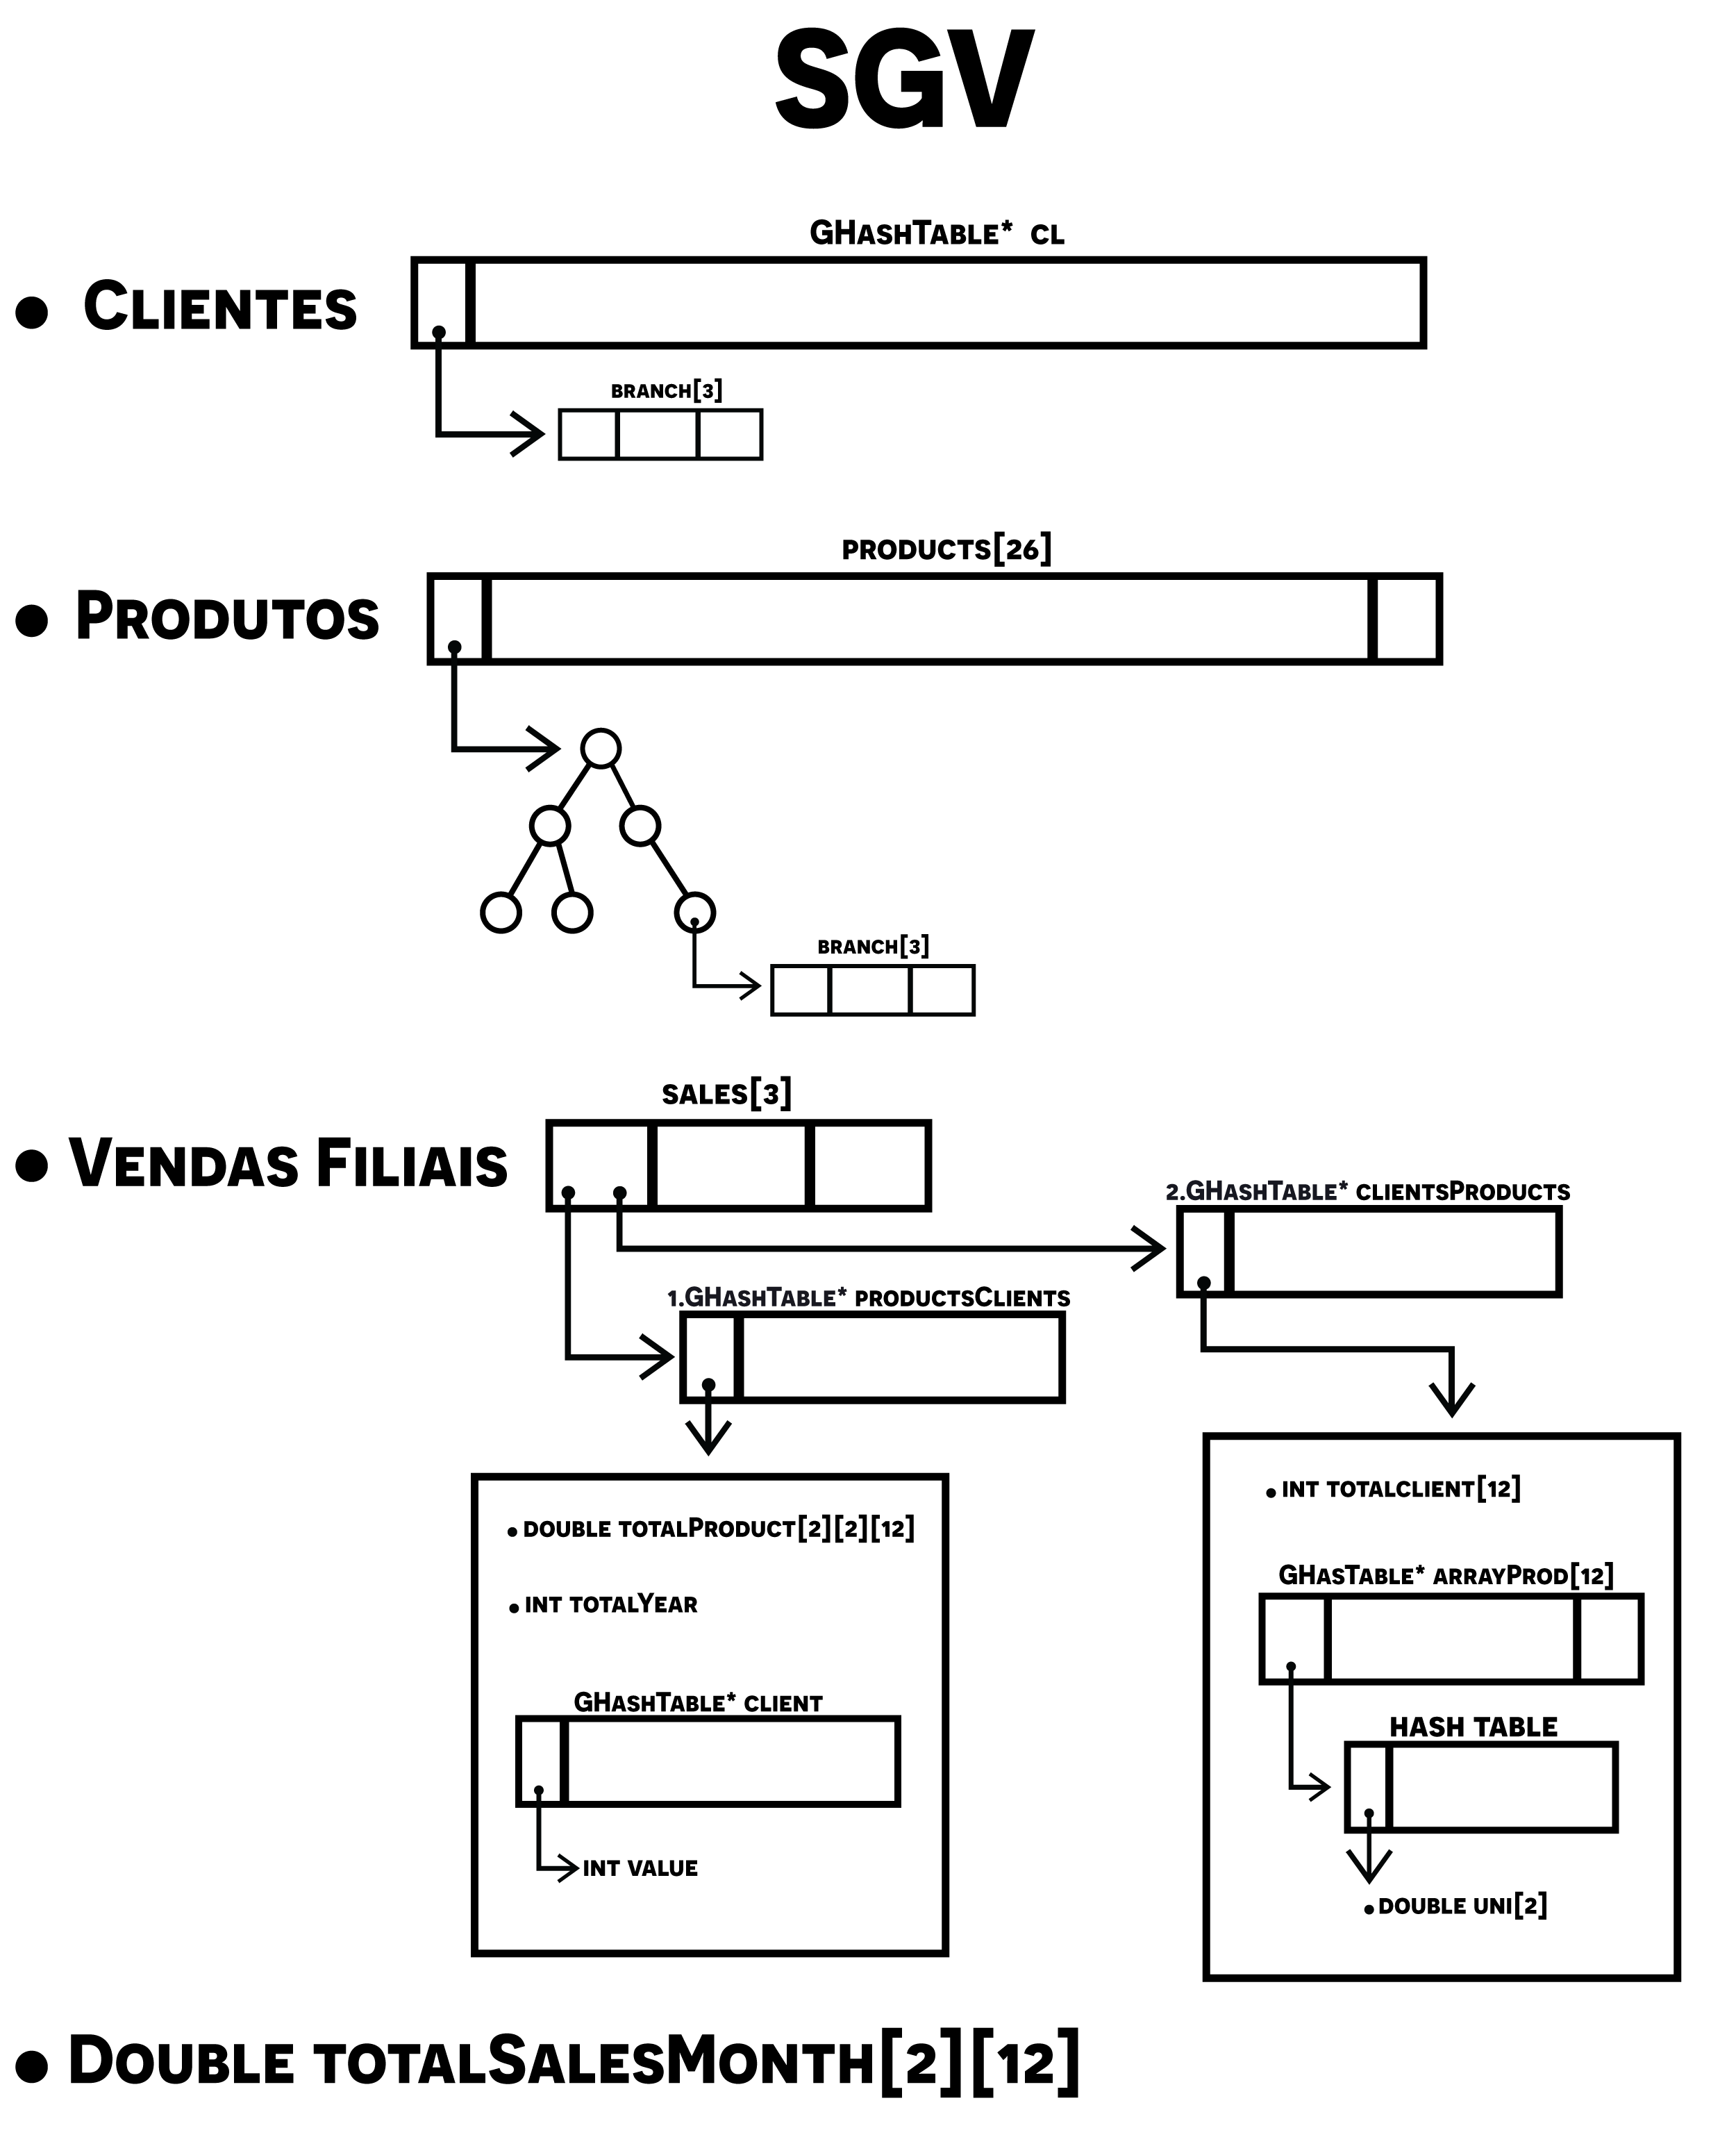 SGV
GHashTable* cl
• Clientes
branch[3]
products[26]
• Produtos
branch[3]
sales[3]
• Vendas Filiais
2.GHashTable* clientsProducts
1.GHashTable* productsClients
• int totalclient[12]
• double totalProduct[2][2][12]
GHasTable* arrayProd[12]
• int totalYear
GHashTable* client
hash table
int value
• double uni[2]
• Double totalSalesMonth[2][12]